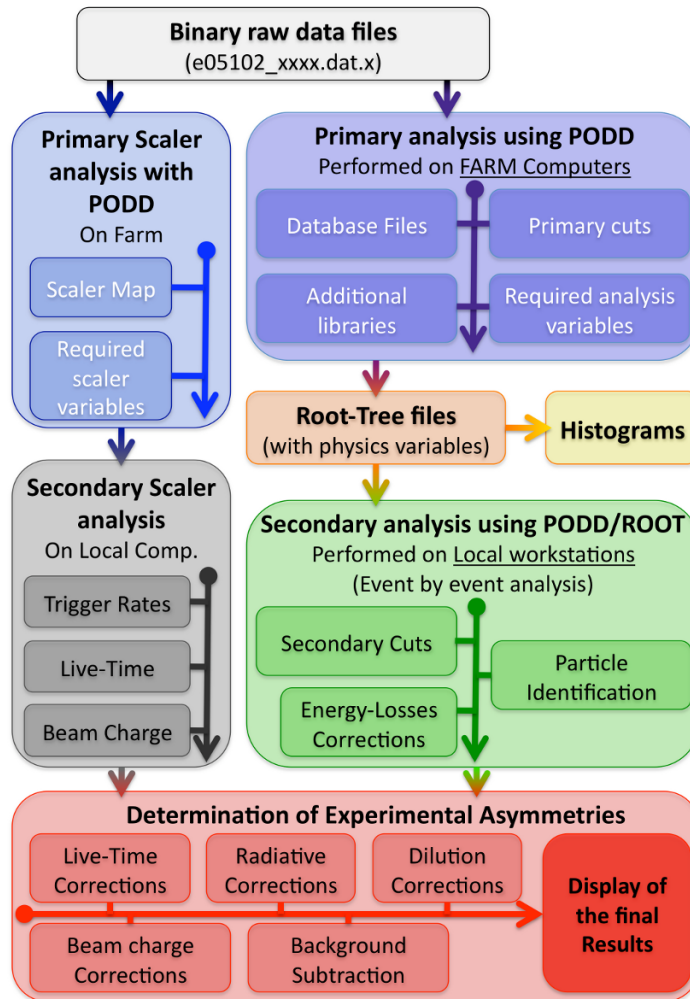 Binary raw data files
(e05102_xxxx.dat.x)
Primary Scaler
analysis with
PODD
On Farm
Scaler Map
Required
scaler
variables
Primary analysis using PODD
Performed on FARM Computers
Database Files
Primary cuts
Additional
libraries
Required analysis
variables
Root-Tree files
(with physics variables)
Histograms
Secondary Scaler
analysis
On Local Comp.
Trigger Rates
Live-Time
Beam Charge
Secondary analysis using PODD/ROOT
Performed on Local workstations
(Event by event analysis)
Secondary Cuts
Particle
Identification
Energy-Losses
Corrections
Determination of Experimental Asymmetries
Live-Time
Corrections
Radiative
Corrections
Dilution
Corrections
Beam charge
Corrections
Background
Subtraction
Display of
the final
Results